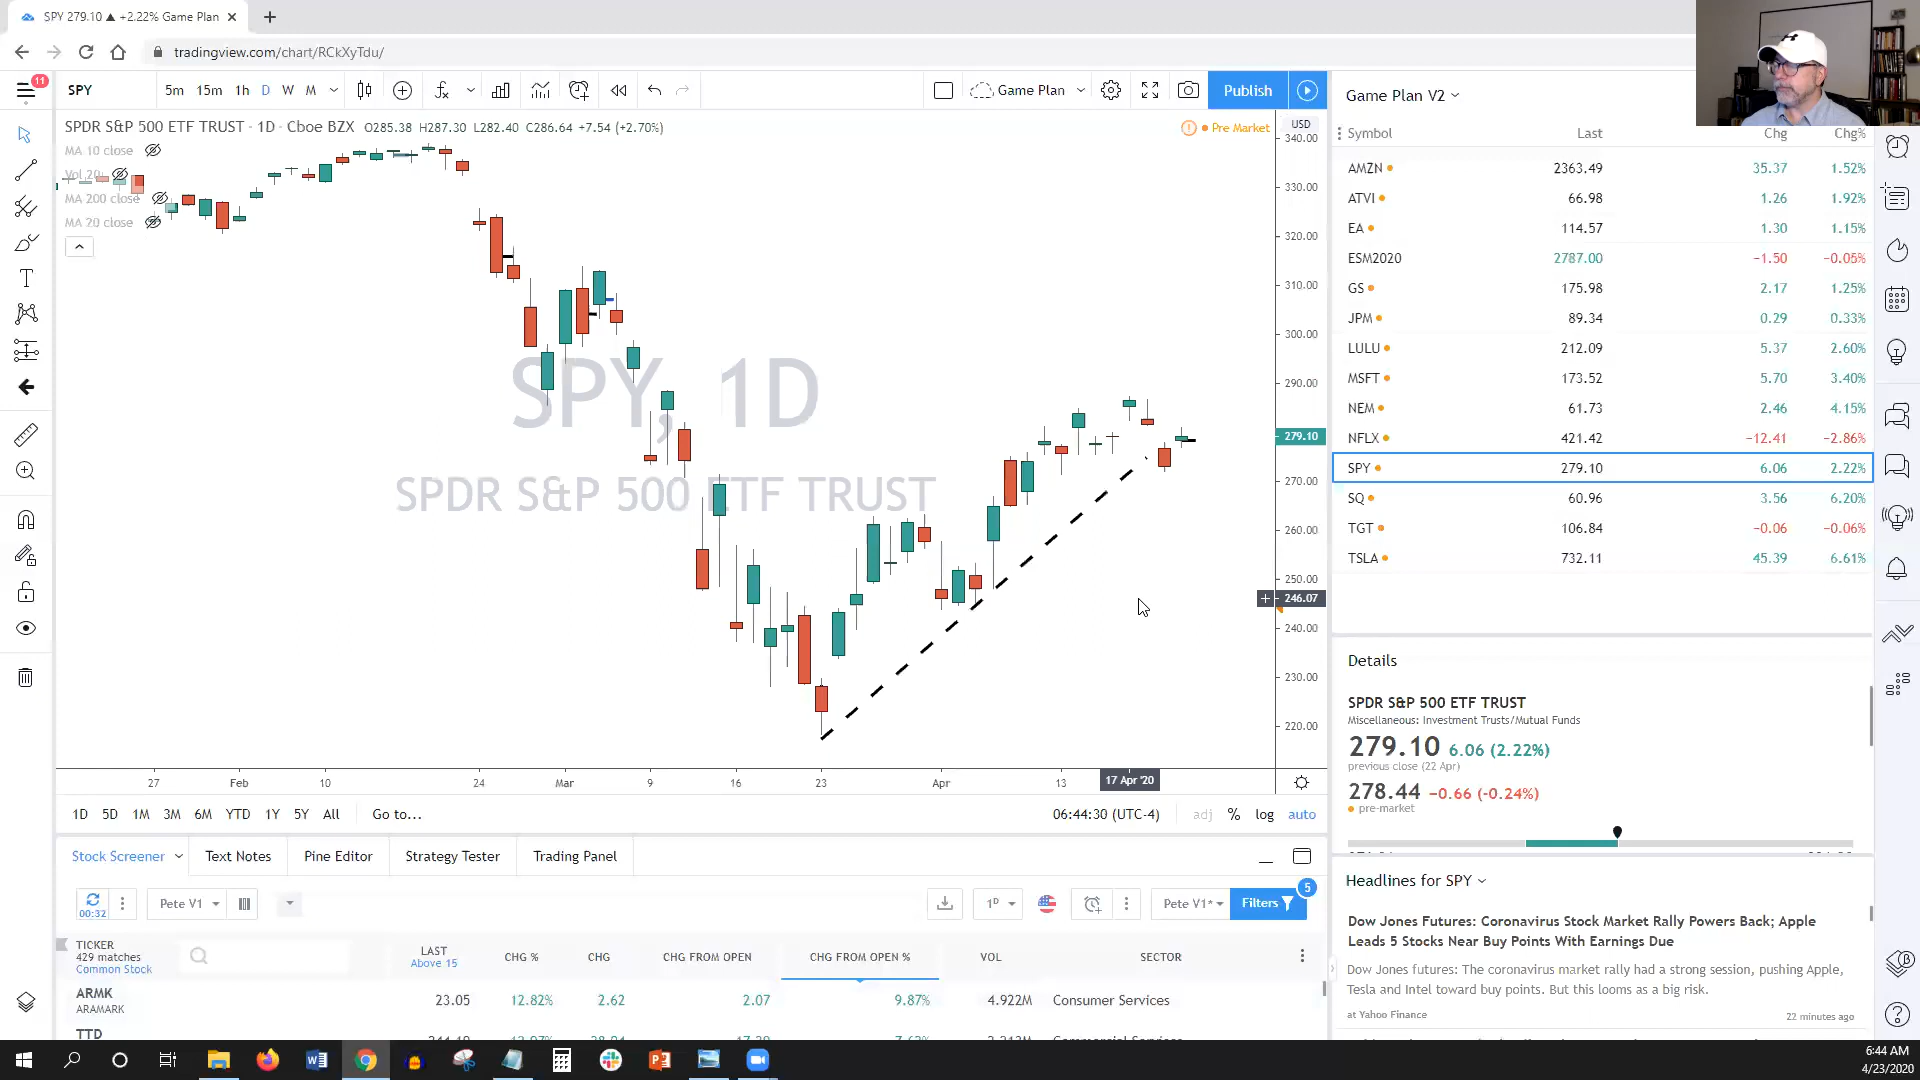 SPY 279.10 ▲ +2.22% Game Plan
tradingview.com/chart/RCkXyTdu/
11
SPY 5m 15m 1h D W M Game Plan Publish
SPDR S&P 500 ETF TRUST · 1D · Cboe BZX O285.38 H287.30 L282.40 C286.64 +7.54 (+2.70%)
Pre Market
USD
MA 10 close
Vol 20
MA 200 close
MA 20 close
SPY, 1D
SPDR S&P 500 ETF TRUST
340.00
330.00
320.00
310.00
300.00
290.00
279.10
270.00
260.00
250.00
246.07
240.00
230.00
220.00
27 Feb 10 24 Mar 9 16 23 Apr 13 17 Apr '20
1D 5D 1M 3M 6M YTD 1Y 5Y All Go to... 06:44:30 (UTC-4) adj % log auto
Stock Screener Text Notes Pine Editor Strategy Tester Trading Panel
00:32 Pete V1 1D Pete V1* Filters 5
TICKER LAST CHG % CHG CHG FROM OPEN CHG FROM OPEN % VOL SECTOR
429 matches Above 15
Common Stock
ARMK 23.05 12.82% 2.62 2.07 9.87% 4.922M Consumer Services
ARAMARK
TTD
Game Plan V2
Symbol Last Chg Chg%
AMZN 2363.49 35.37 1.52%
ATVI 66.98 1.26 1.92%
EA 114.57 1.30 1.15%
ESM2020 2787.00 −1.50 −0.05%
GS 175.98 2.17 1.25%
JPM 89.34 0.29 0.33%
LULU 212.09 5.37 2.60%
MSFT 173.52 5.70 3.40%
NEM 61.73 2.46 4.15%
NFLX 421.42 −12.41 −2.86%
SPY 279.10 6.06 2.22%
SQ 60.96 3.56 6.20%
TGT 106.84 −0.06 −0.06%
TSLA 732.11 45.39 6.61%
Details
SPDR S&P 500 ETF TRUST
Miscellaneous: Investment Trusts/Mutual Funds
279.10 6.06 (2.22%)
previous close (22 Apr)
278.44 −0.66 (−0.24%)
pre-market
Headlines for SPY
Dow Jones Futures: Coronavirus Stock Market Rally Powers Back; Apple
Leads 5 Stocks Near Buy Points With Earnings Due
Dow Jones futures: The coronavirus market rally had a strong session, pushing Apple,
Tesla and Intel toward buy points. But this looms as a big risk.
at Yahoo Finance 22 minutes ago
6:44 AM
4/23/2020